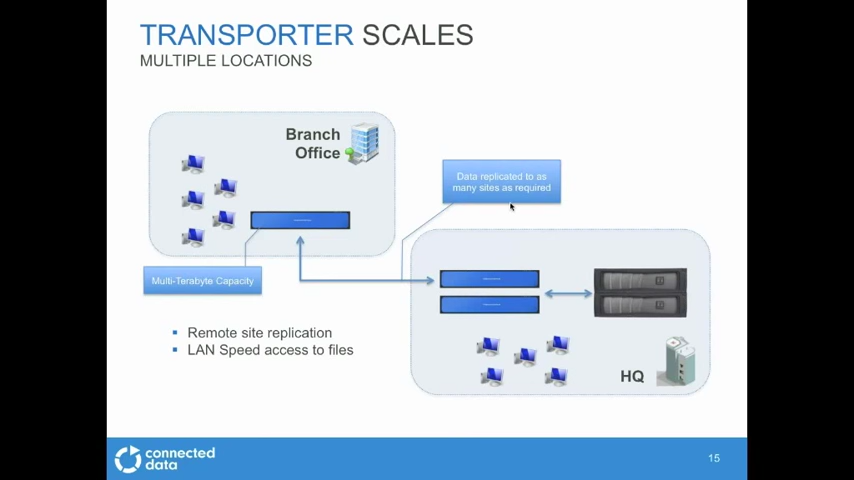 TRANSPORTER SCALES
MULTIPLE LOCATIONS
Branch
Office
Data replicated to as
many sites as required
Multi-Terabyte Capacity
Remote site replication
LAN Speed access to files
HQ
connected
data
15